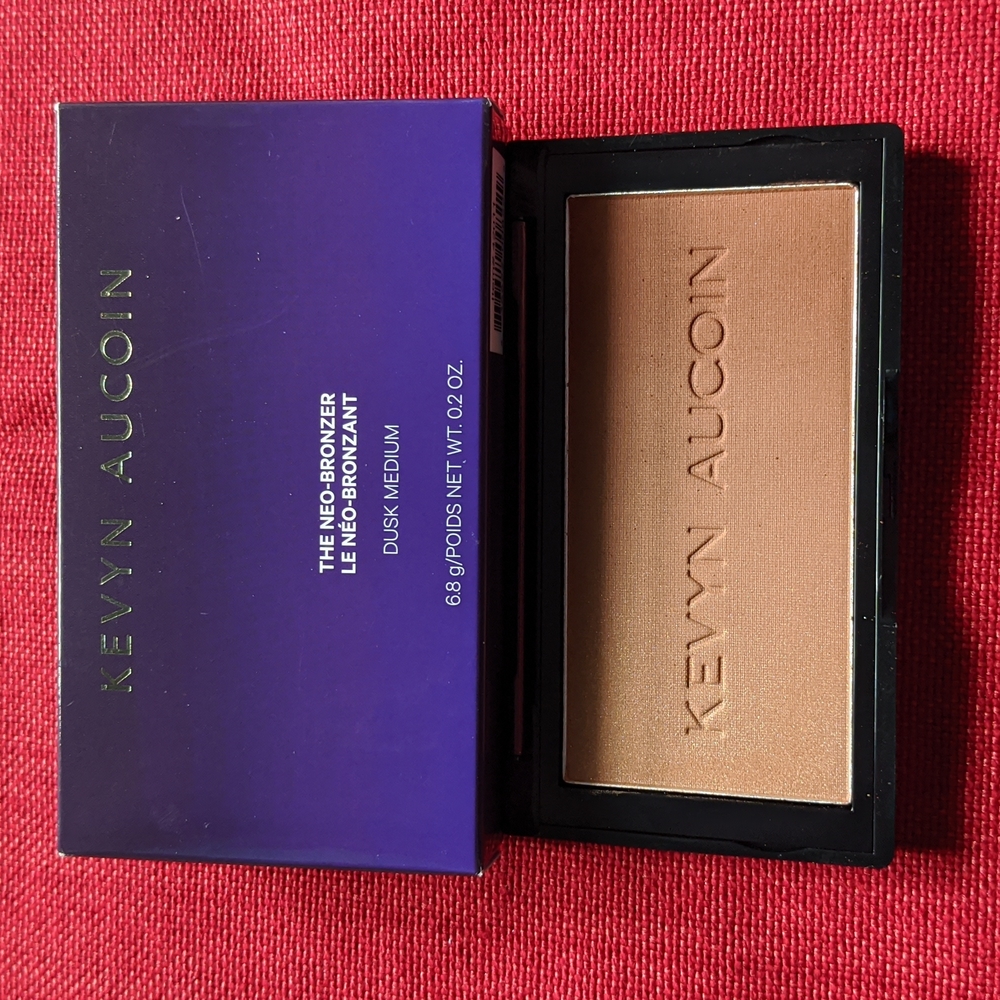 KEVYN AUCOIN
THE NEO-BRONZER
LE NÉO-BRONZANT
DUSK MEDIUM
6.8 g/POIDS NET WT. 0.2 OZ.
KEVYN AUCOIN